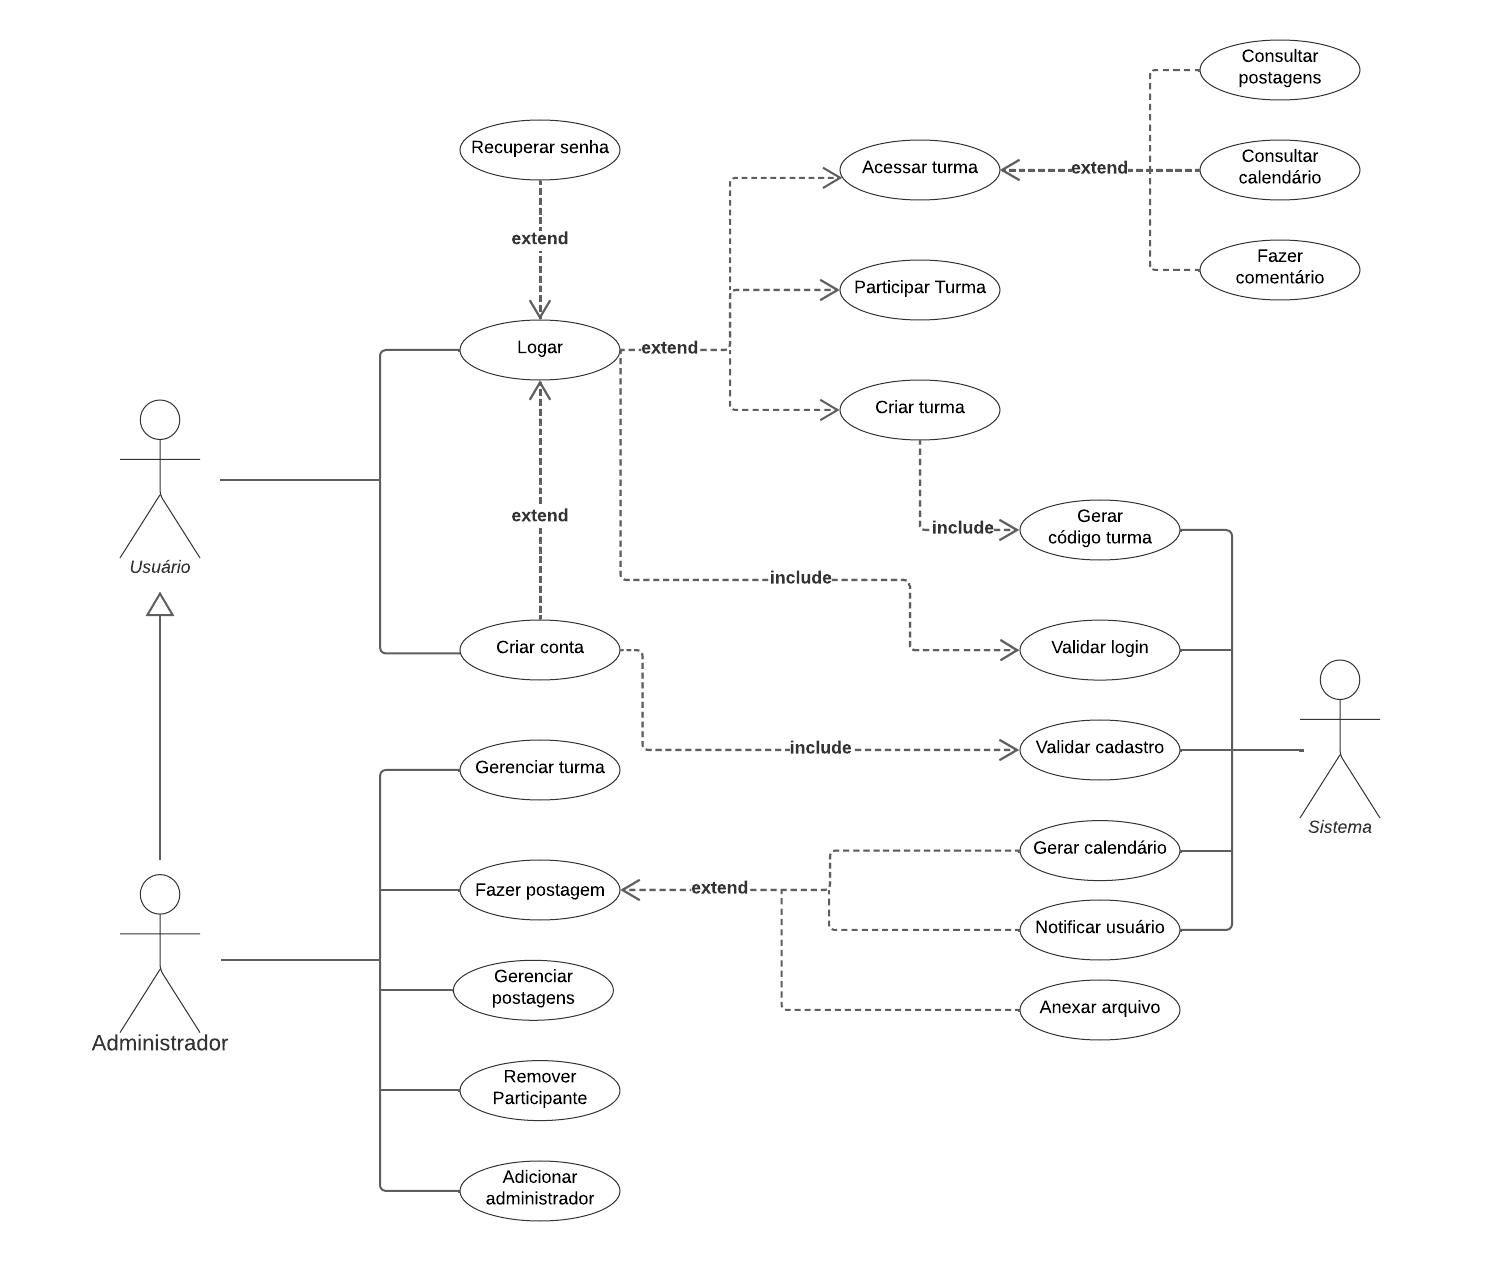 Consultar
postagens
Recuperar senha
Acessar turma
extend
Consultar
calendário
extend
Fazer
comentário
Participar Turma
Logar
extend
Criar turma
extend
include
Gerar
código turma
Usuário
include
Criar conta
Validar login
include
Validar cadastro
Gerenciar turma
Sistema
Gerar calendário
Fazer postagem
extend
Notificar usuário
Gerenciar
postagens
Anexar arquivo
Administrador
Remover
Participante
Adicionar
administrador